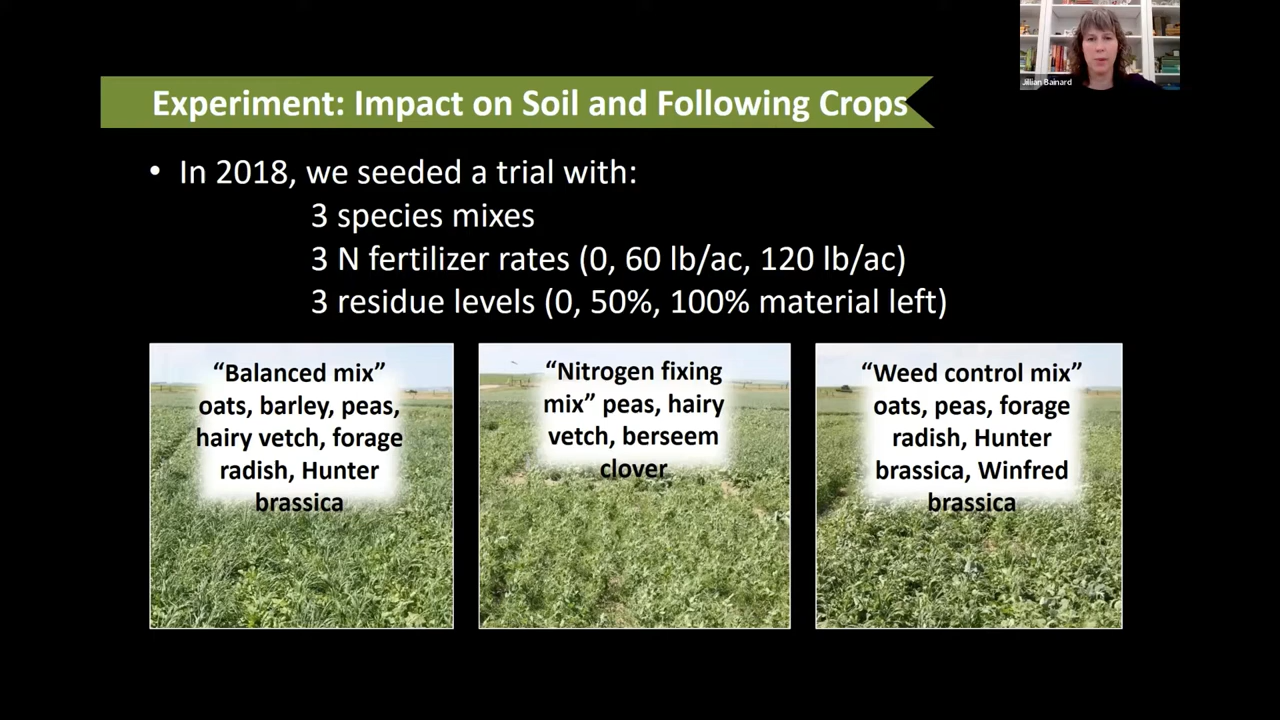 Jillian Bainard
Experiment: Impact on Soil and Following Crops
• In 2018, we seeded a trial with:
3 species mixes
3 N fertilizer rates (0, 60 lb/ac, 120 lb/ac)
3 residue levels (0, 50%, 100% material left)
“Balanced mix”
oats, barley, peas,
hairy vetch, forage
radish, Hunter
brassica
“Nitrogen fixing
mix” peas, hairy
vetch, berseem
clover
“Weed control mix”
oats, peas, forage
radish, Hunter
brassica, Winfred
brassica